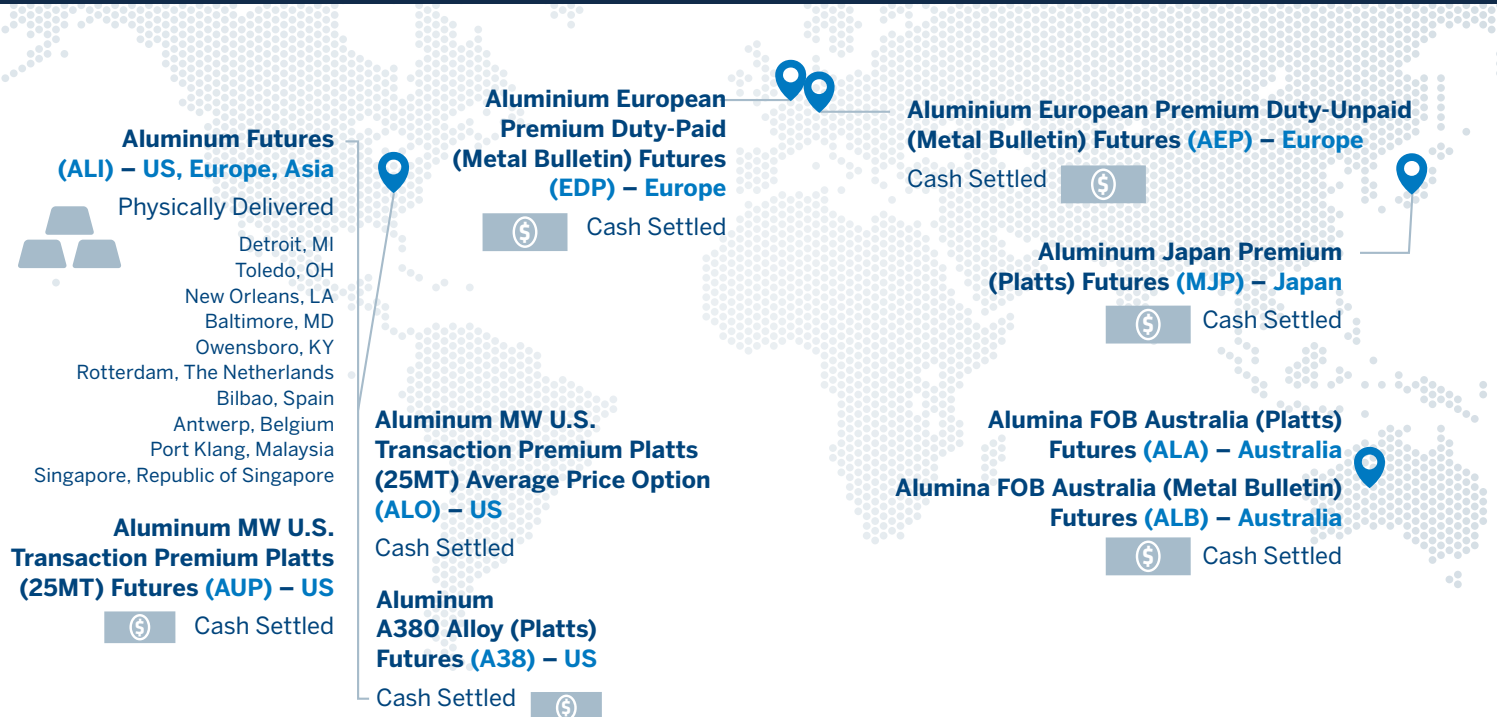 Aluminum Futures
(ALI) – US, Europe, Asia
Physically Delivered
Detroit, MI
Toledo, OH
New Orleans, LA
Baltimore, MD
Owensboro, KY
Rotterdam, The Netherlands
Bilbao, Spain
Antwerp, Belgium
Port Klang, Malaysia
Singapore, Republic of Singapore
Aluminum MW U.S.
Transaction Premium Platts
(25MT) Futures (AUP) – US
$ Cash Settled
Aluminum MW U.S.
Transaction Premium Platts
(25MT) Average Price Option
(ALO) – US
Cash Settled
Aluminum
A380 Alloy (Platts)
Futures (A38) – US
Cash Settled $
Aluminium European
Premium Duty-Paid
(Metal Bulletin) Futures
(EDP) – Europe
$ Cash Settled
Aluminium European Premium Duty-Unpaid
(Metal Bulletin) Futures (AEP) – Europe
Cash Settled $
Aluminum Japan Premium
(Platts) Futures (MJP) – Japan
$ Cash Settled
Alumina FOB Australia (Platts)
Futures (ALA) – Australia
Alumina FOB Australia (Metal Bulletin)
Futures (ALB) – Australia
$ Cash Settled